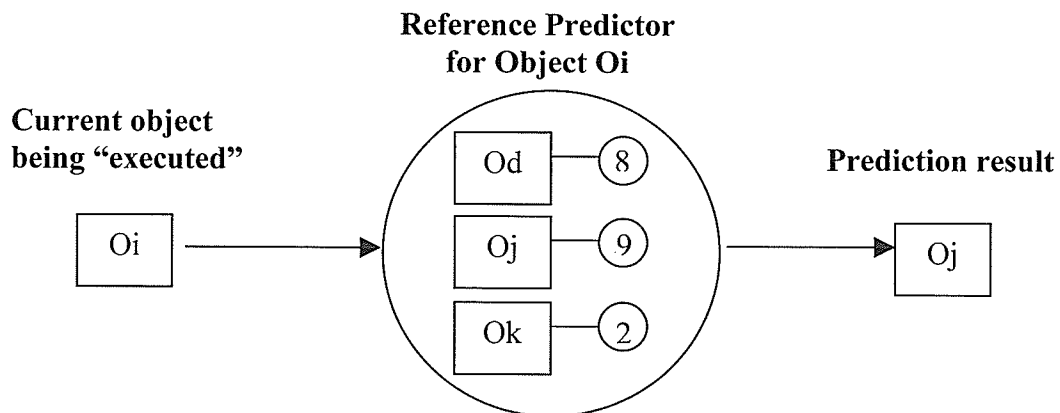 Reference Predictor
for Object Oi
Current object
being “executed”
Prediction result
Od 8
Oi
Oj 9
Oj
Ok 2